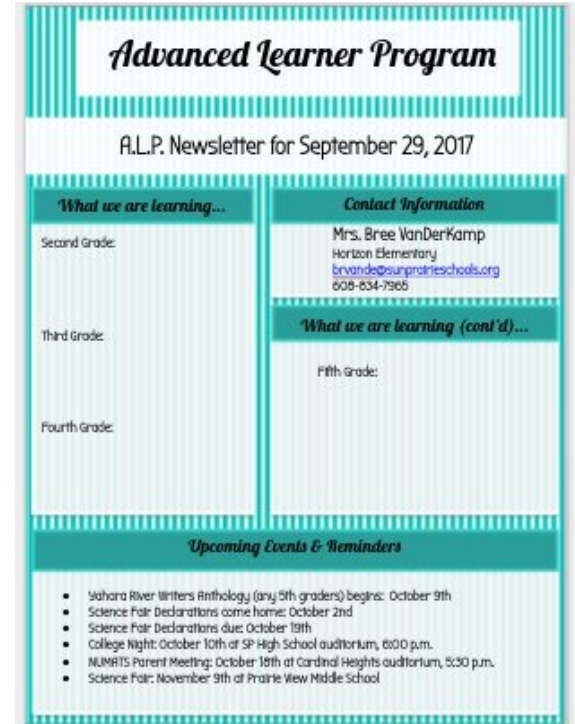 Advanced Learner Program
A.L.P. Newsletter for September 29, 2017
What we are learning...
Second Grade:
Third Grade:
Fourth Grade:
Contact Information
Mrs. Bree VanDerKamp
Horizon Elementary
brvande@sunprairieschools.org
608-834-7965
What we are learning (cont'd)...
Fifth Grade:
Upcoming Events & Reminders
• Yahara River Writers Anthology (any 5th graders) begins: October 9th
• Science Fair Declarations come home: October 2nd
• Science Fair Declarations due: October 19th
• College Night: October 10th at SP High School auditorium, 6:00 p.m.
• NUMATS Parent Meeting: October 18th at Cardinal Heights auditorium, 5:30 p.m.
• Science Fair: November 9th at Prairie View Middle School